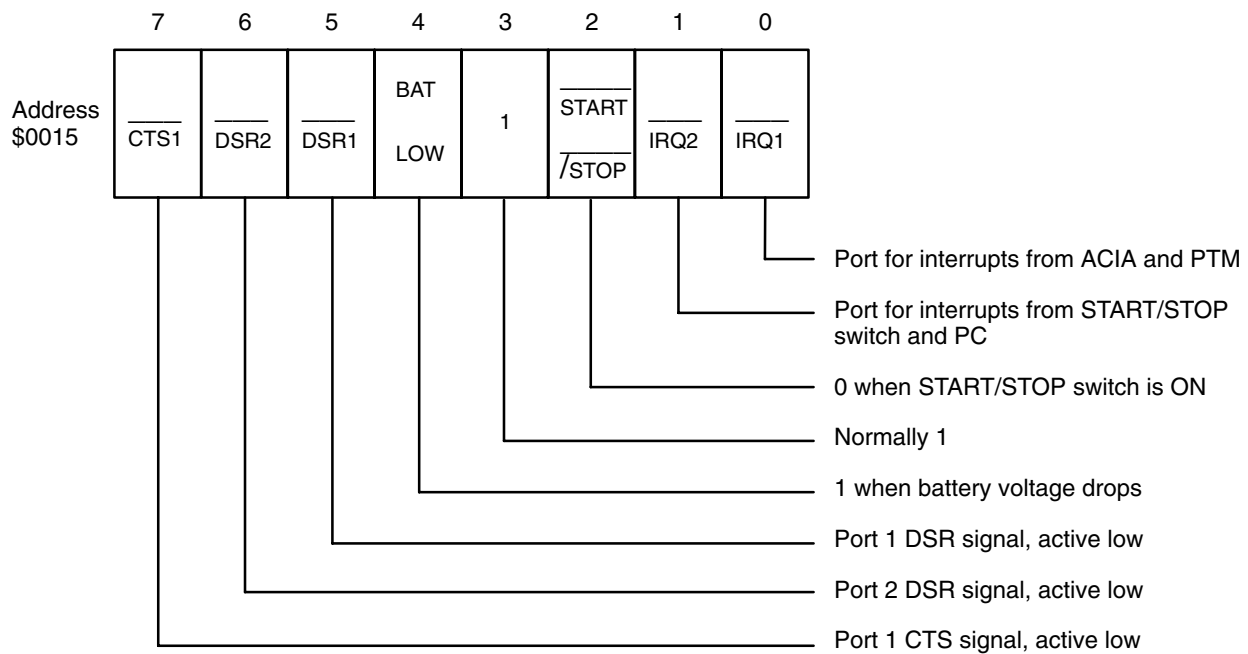 7 6 5 4 3 2 1 0
Address
$0015
CTS1
DSR2
DSR1
BAT
LOW
1
START
/STOP
IRQ2
IRQ1
Port for interrupts from ACIA and PTM
Port for interrupts from START/STOP
switch and PC
0 when START/STOP switch is ON
Normally 1
1 when battery voltage drops
Port 1 DSR signal, active low
Port 2 DSR signal, active low
Port 1 CTS signal, active low